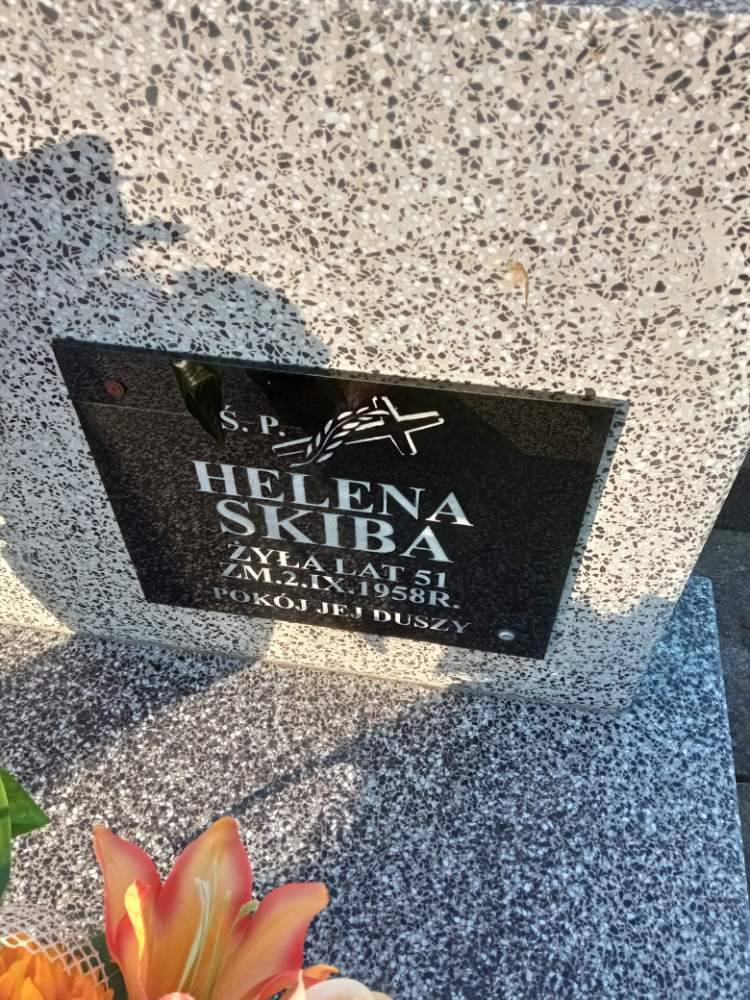 Ś. P.
HELENA
SKIBA
ŻYŁA LAT 51
ZM.2.IX.1958R.
POKÓJ JEJ DUSZY